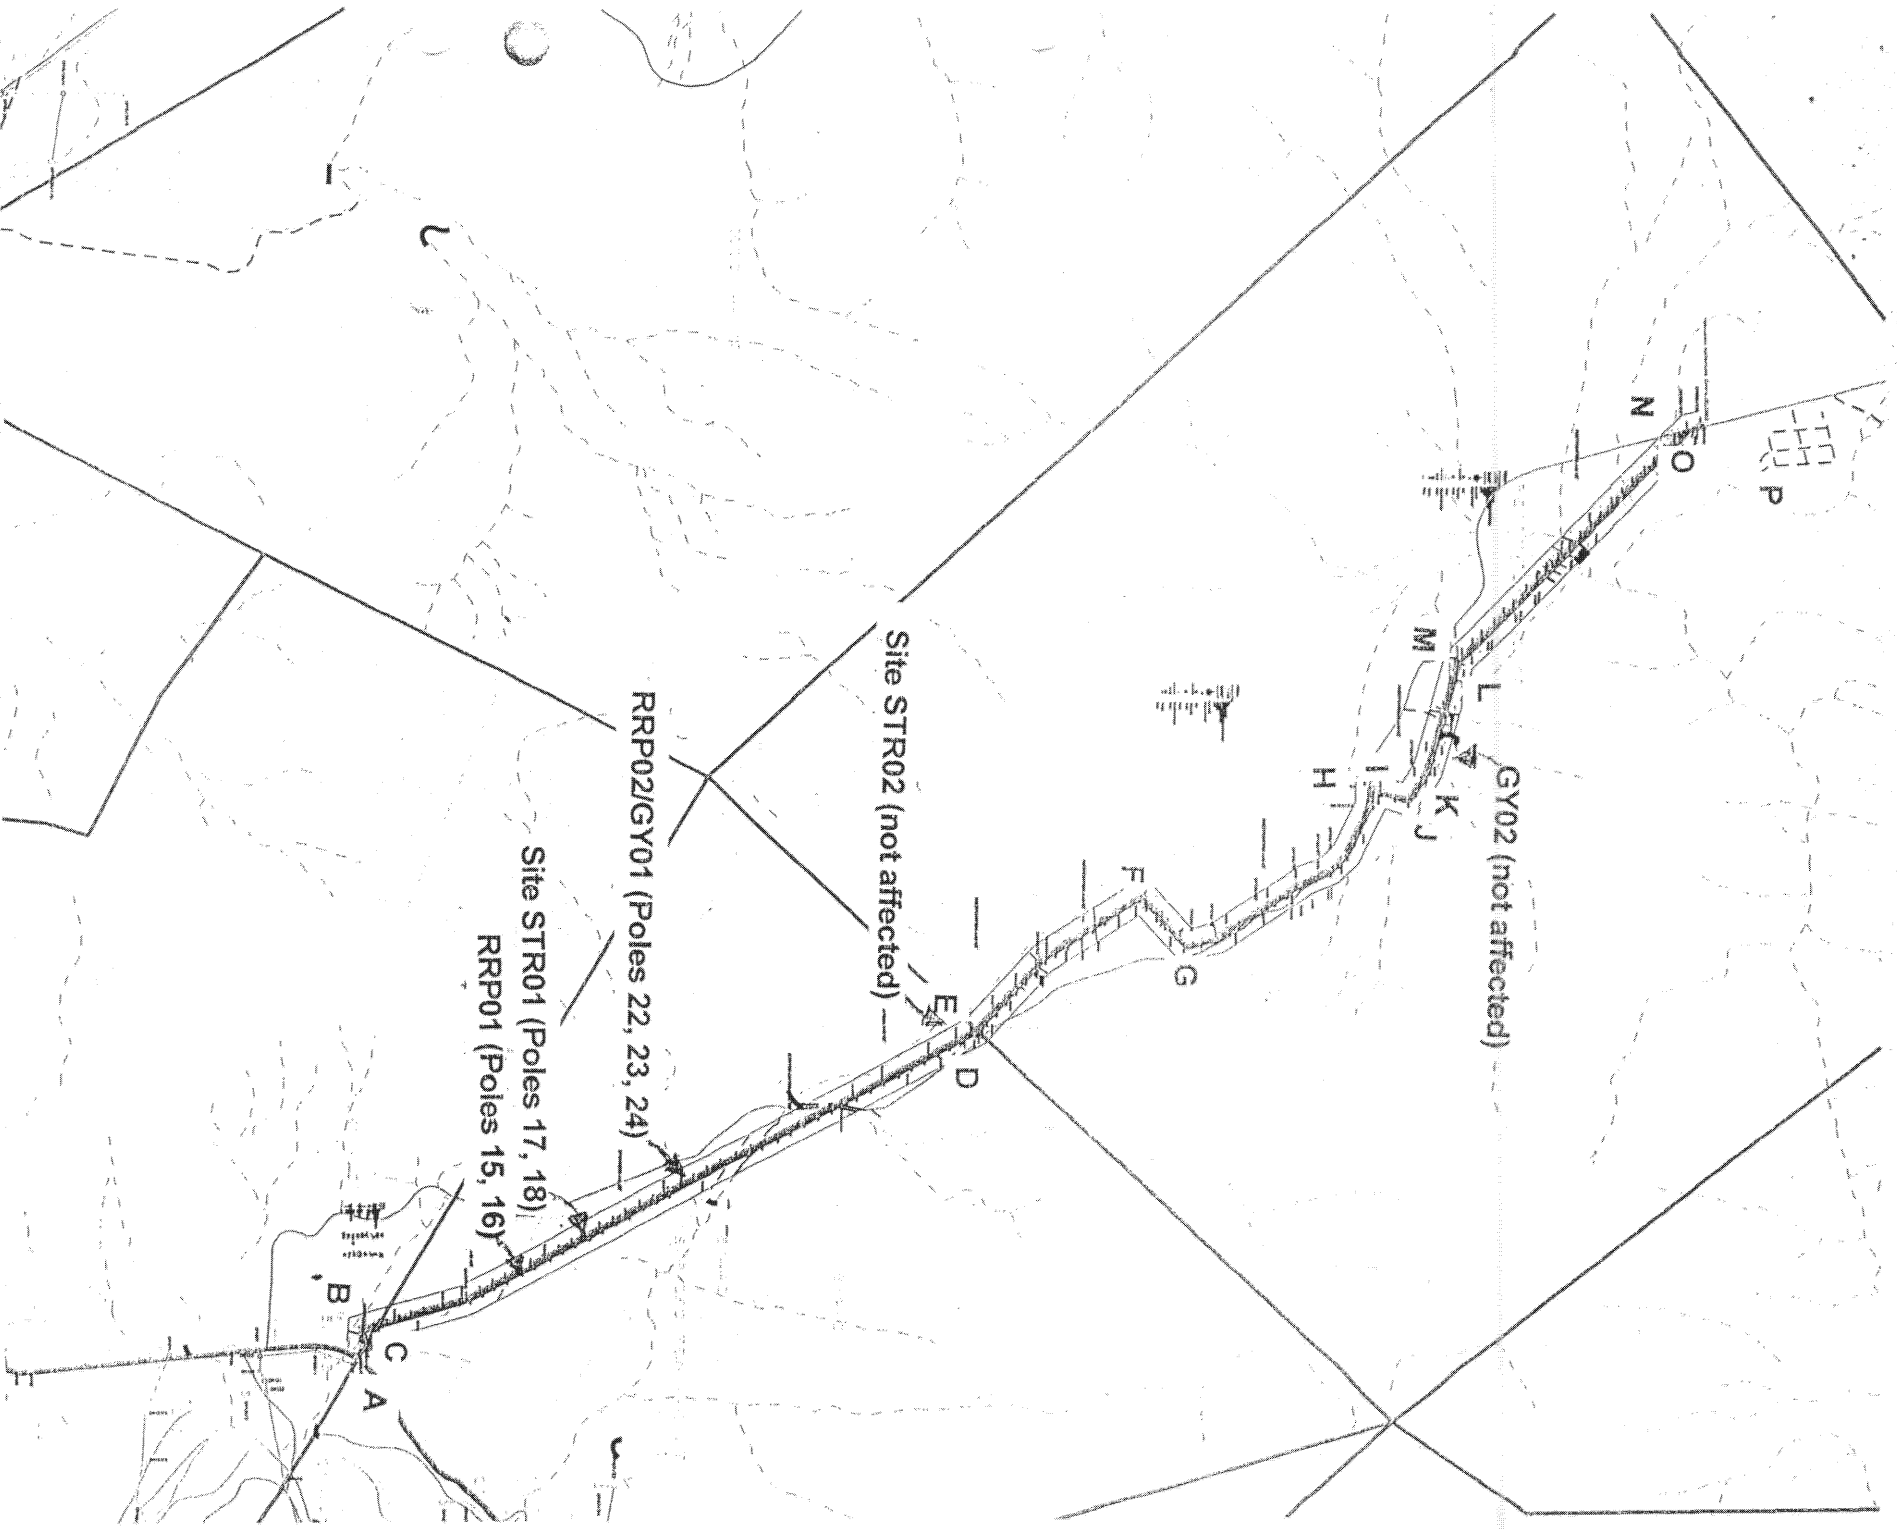 N
O
P
M
L
GY02 (not affected)
K
J
I
H
F
G
Site STR02 (not affected)
E
D
RRP02/GY01 (Poles 22, 23, 24)
Site STR01 (Poles 17, 18)
RRP01 (Poles 15, 16)
B
C
A